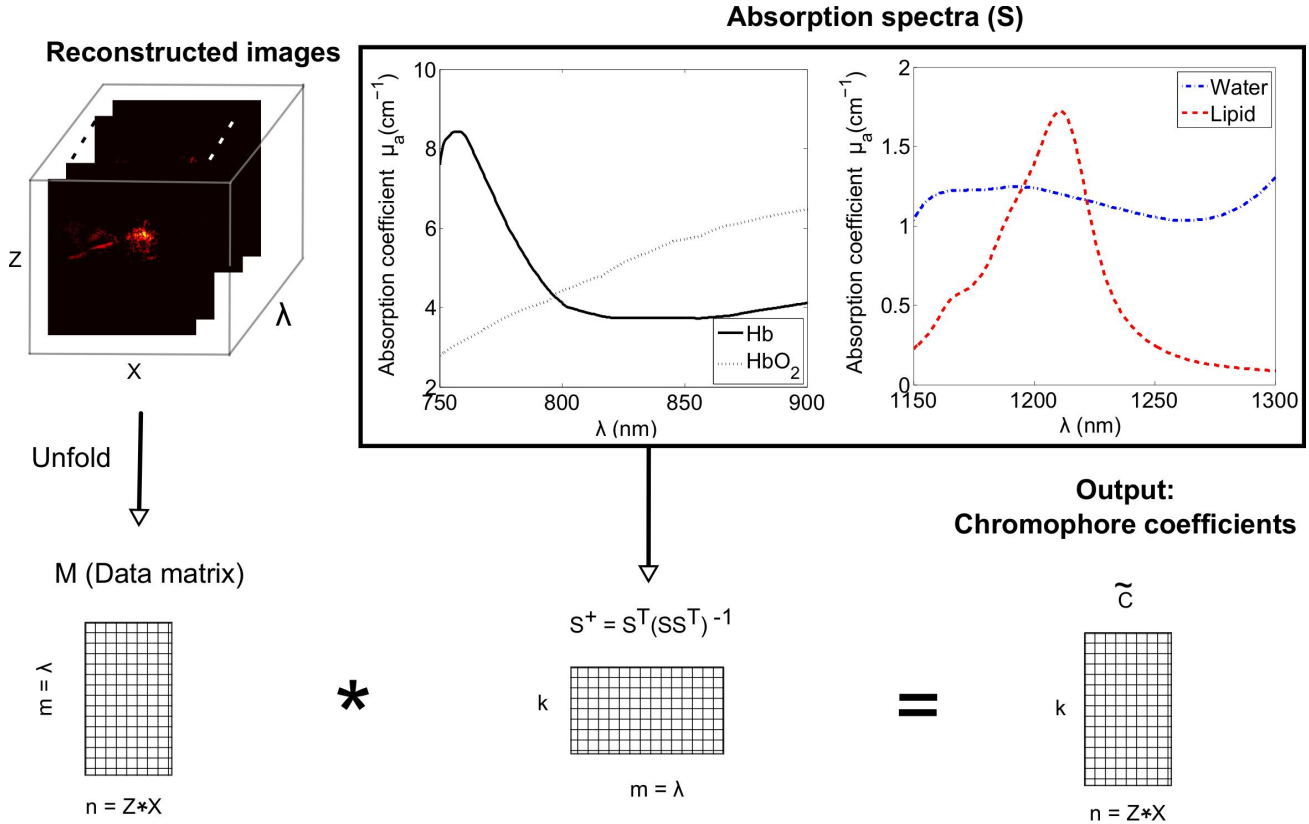 Absorption spectra (S)
Reconstructed images
Z
X
λ
Absorption coefficient μa(cm−1)
10
8
6
4
2
750
800
850
900
λ (nm)
Hb
HbO2
Absorption coefficient μa(cm−1)
2
1.5
1
0.5
0
1150
1200
1250
1300
λ (nm)
Water
Lipid
Unfold
Output:
Chromophore coefficients
M (Data matrix)
m = λ
n = Z*X
*
S+ = ST(SST) -1
k
m = λ
=
C̃
k
n = Z*X